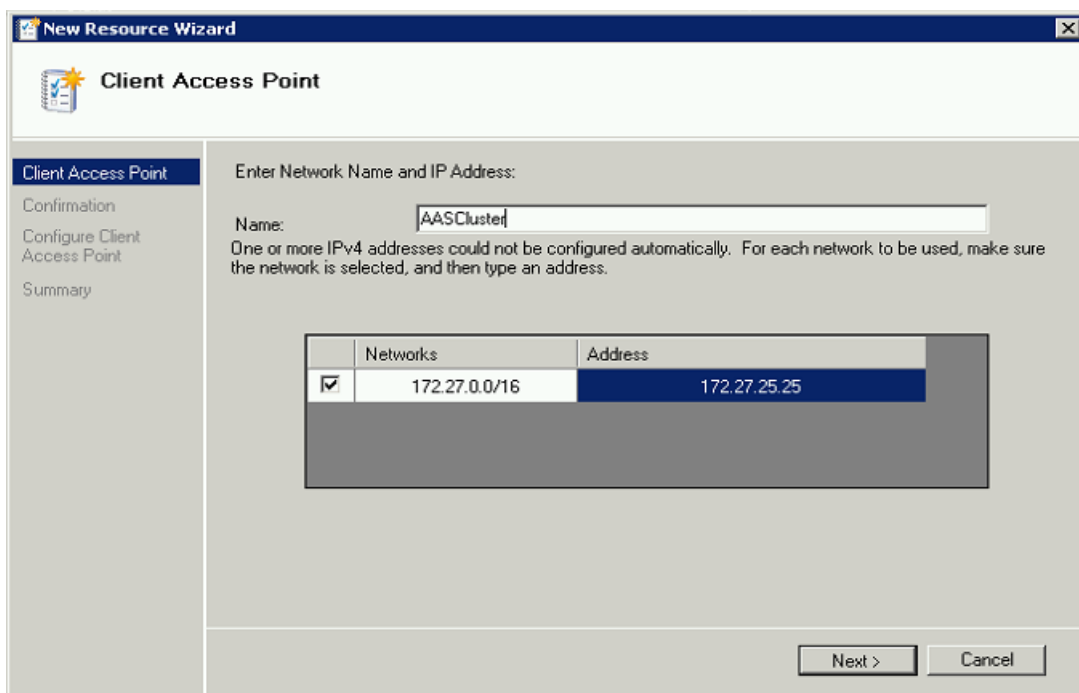 New Resource Wizard
Client Access Point
Client Access Point
Confirmation
Configure Client
Access Point
Summary
Enter Network Name and IP Address:
Name:
AASCluster
One or more IPv4 addresses could not be configured automatically. For each network to be used, make sure
the network is selected, and then type an address.
Networks Address
172.27.0.0/16 172.27.25.25
Next > Cancel